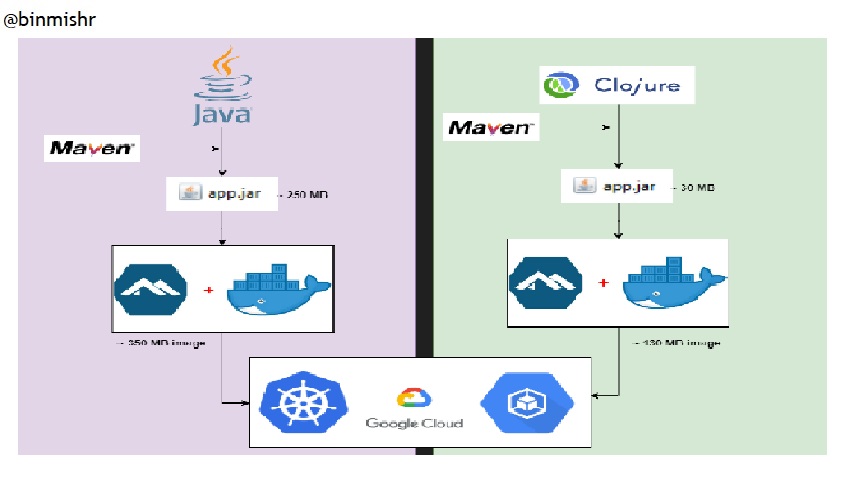 @binmishr
Java
Maven
app.jar
~ 250 MB
~ 350 MB image
Clojure
Maven
app.jar
~ 30 MB
~ 130 MB image
Google Cloud